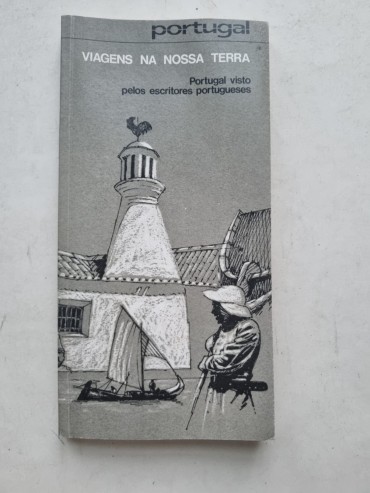 portugal
VIAGENS NA NOSSA TERRA
Portugal visto
pelos escritores portugueses